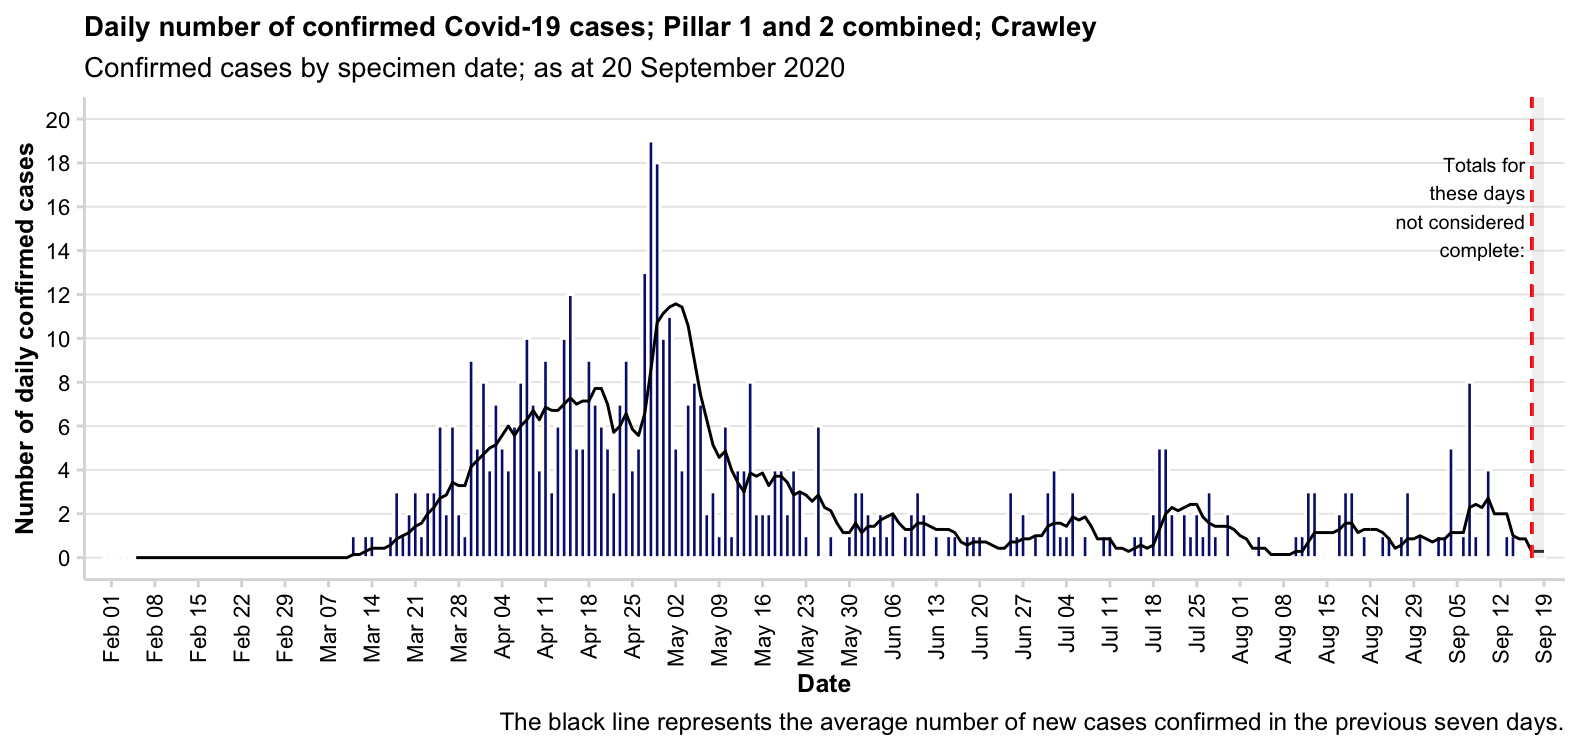 Daily number of confirmed Covid-19 cases; Pillar 1 and 2 combined; Crawley
Confirmed cases by specimen date; as at 20 September 2020
Number of daily confirmed cases
20
18
16
14
12
10
8
6
4
2
0
Totals for
these days
not considered
complete:
Feb 01
Feb 08
Feb 15
Feb 22
Feb 29
Mar 07
Mar 14
Mar 21
Mar 28
Apr 04
Apr 11
Apr 18
Apr 25
May 02
May 09
May 16
May 23
May 30
Jun 06
Jun 13
Jun 20
Jun 27
Jul 04
Jul 11
Jul 18
Jul 25
Aug 01
Aug 08
Aug 15
Aug 22
Aug 29
Sep 05
Sep 12
Sep 19
Date
The black line represents the average number of new cases confirmed in the previous seven days.